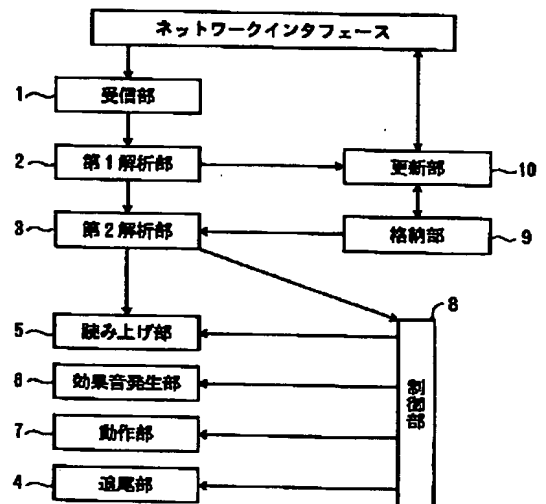 ネットワークインタフェース
1 受信部
2 第1解析部 更新部 10
3 第2解析部 格納部 9
8
5 読み上げ部
8 効果音発生部 制御部
7 動作部
4 追尾部